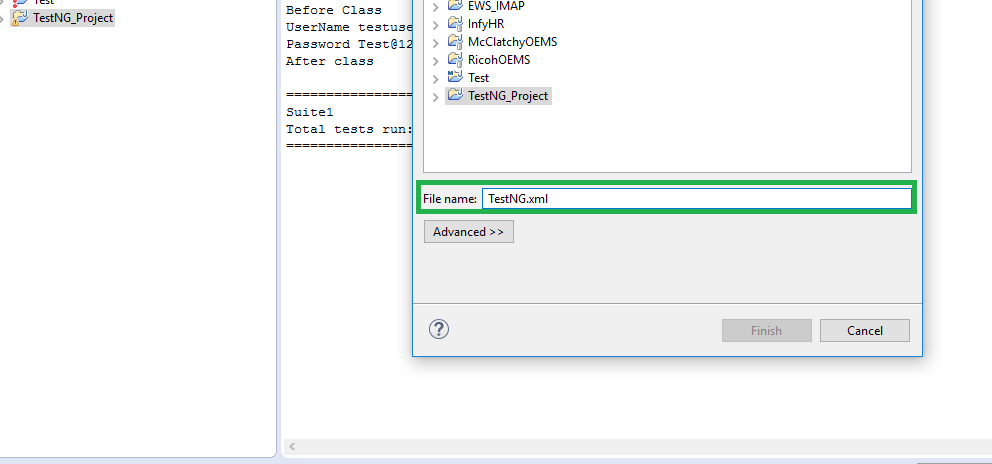 Test
TestNG_Project
Before Class
UserName testuse
Password Test@12
After class
====================
Suite1
Total tests run:
====================
EWS_IMAP
InfyHR
McClatchyOEMS
RicohOEMS
Test
TestNG_Project
File name: TestNG.xml
Advanced >>
?
Finish
Cancel